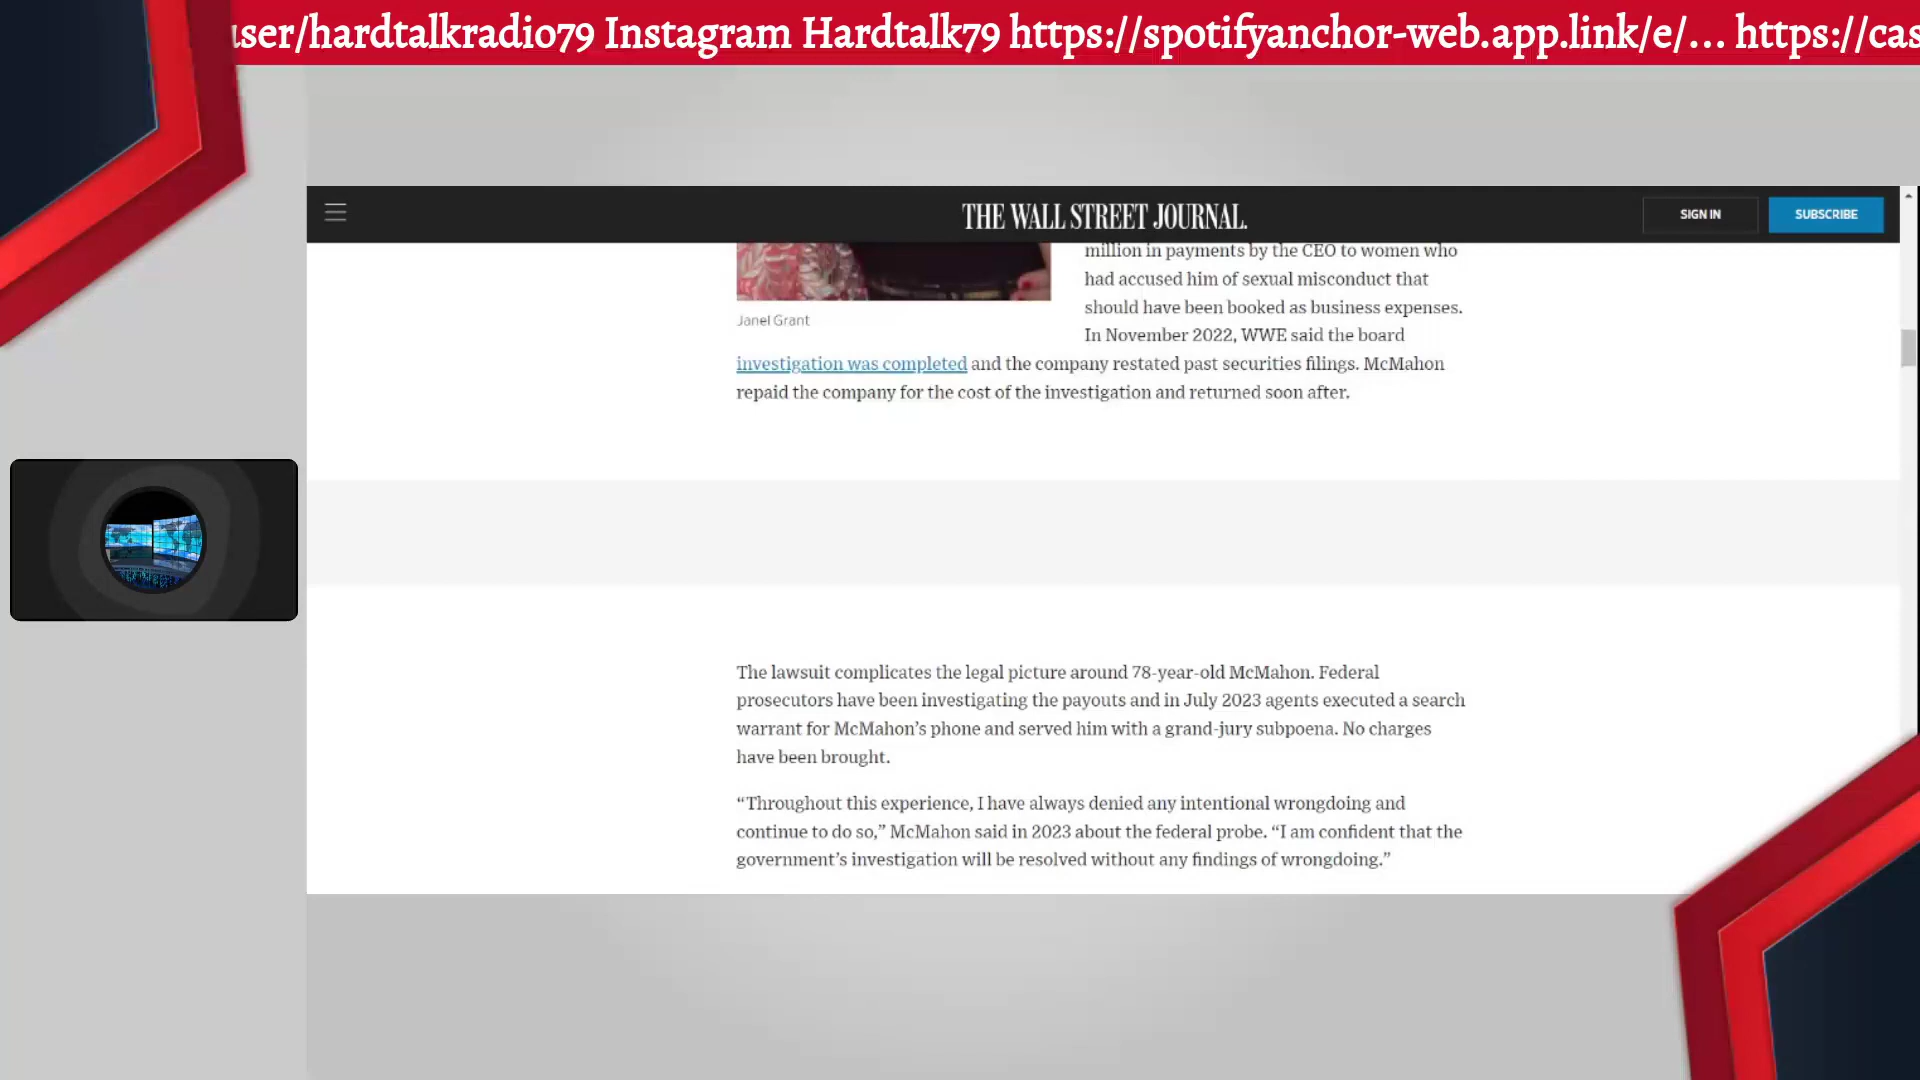 user/hardtalkradio79 Instagram Hardtalk79 https://spotifyanchor-web.app.link/e/... https://cas
THE WALL STREET JOURNAL.
SIGN IN
SUBSCRIBE
million in payments by the CEO to women who
had accused him of sexual misconduct that
should have been booked as business expenses.
Janel Grant
In November 2022, WWE said the board
investigation was completed and the company restated past securities filings. McMahon
repaid the company for the cost of the investigation and returned soon after.
The lawsuit complicates the legal picture around 78-year-old McMahon. Federal
prosecutors have been investigating the payouts and in July 2023 agents executed a search
warrant for McMahon’s phone and served him with a grand-jury subpoena. No charges
have been brought.
“Throughout this experience, I have always denied any intentional wrongdoing and
continue to do so,” McMahon said in 2023 about the federal probe. “I am confident that the
government’s investigation will be resolved without any findings of wrongdoing.”